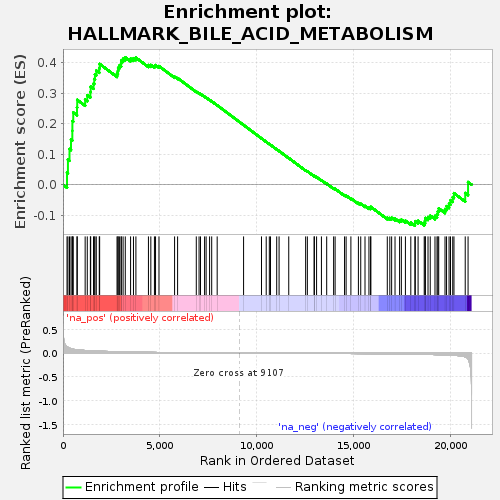 Enrichment plot:
HALLMARK_BILE_ACID_METABOLISM
Enrichment score (ES)
0.4
0.3
0.2
0.1
0.0
-0.1
'na_pos' (positively correlated)
Ranked list metric (PreRanked)
0.5
0.0
-0.5
-1.0
-1.5
Zero cross at 9107
'na_neg' (negatively correlated)
0
5,000
10,000
15,000
20,000
Rank in Ordered Dataset
Enrichment profile
Hits
Ranking metric scores